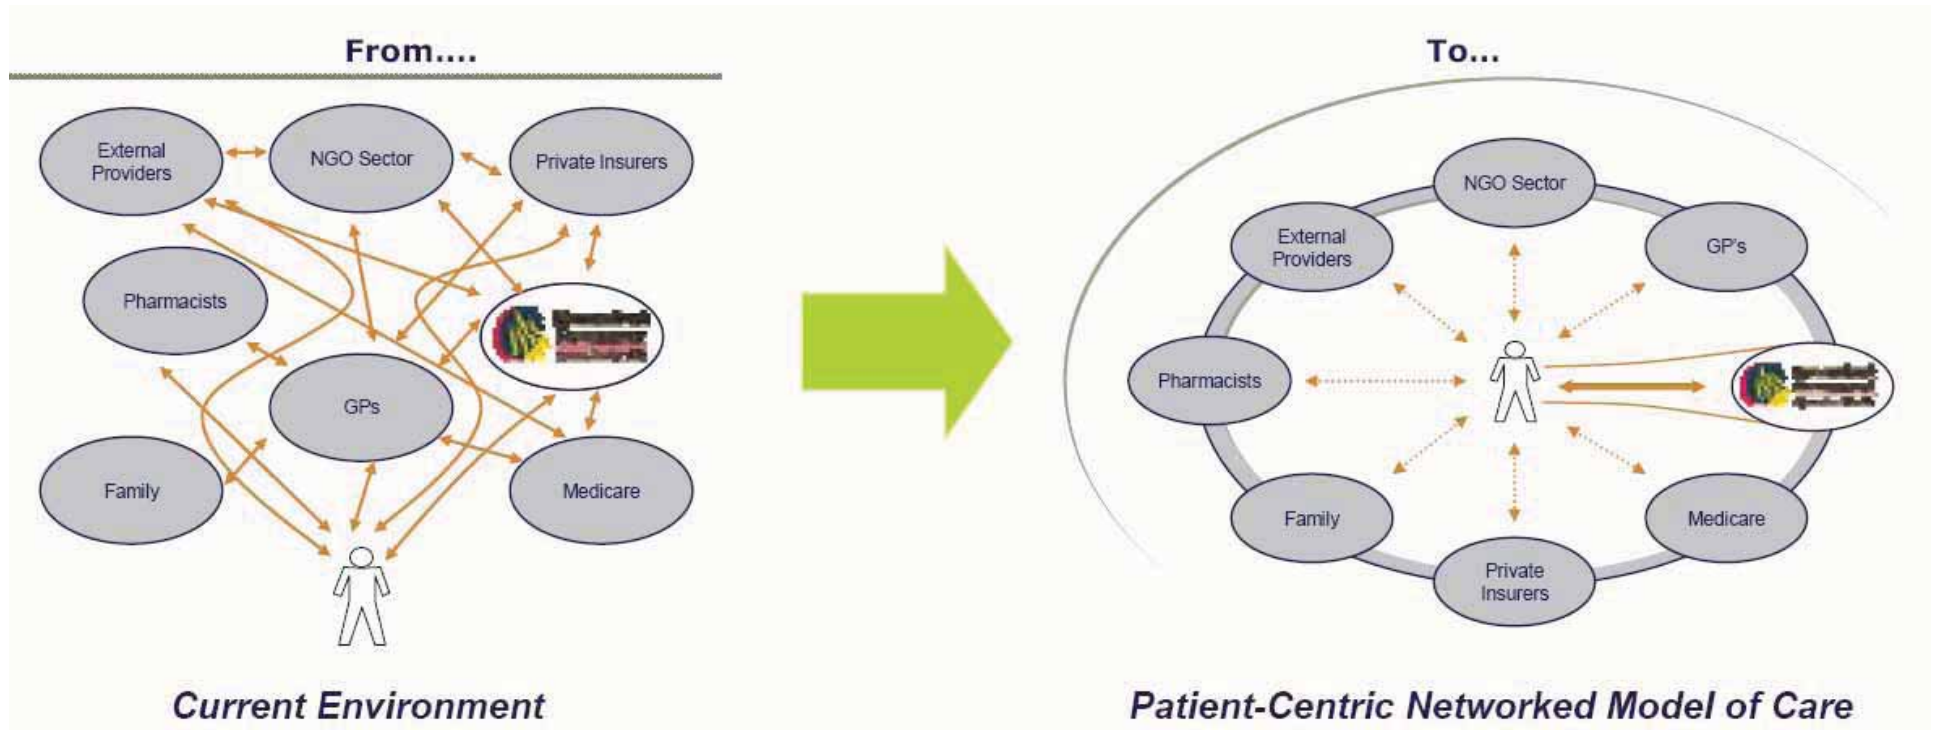 From....
To...
External
Providers
NGO Sector
Private Insurers
Pharmacists
GPs
Family
Medicare
Current Environment
NGO Sector
External
Providers
GP's
Pharmacists
Family
Medicare
Private
Insurers
Patient-Centric Networked Model of Care